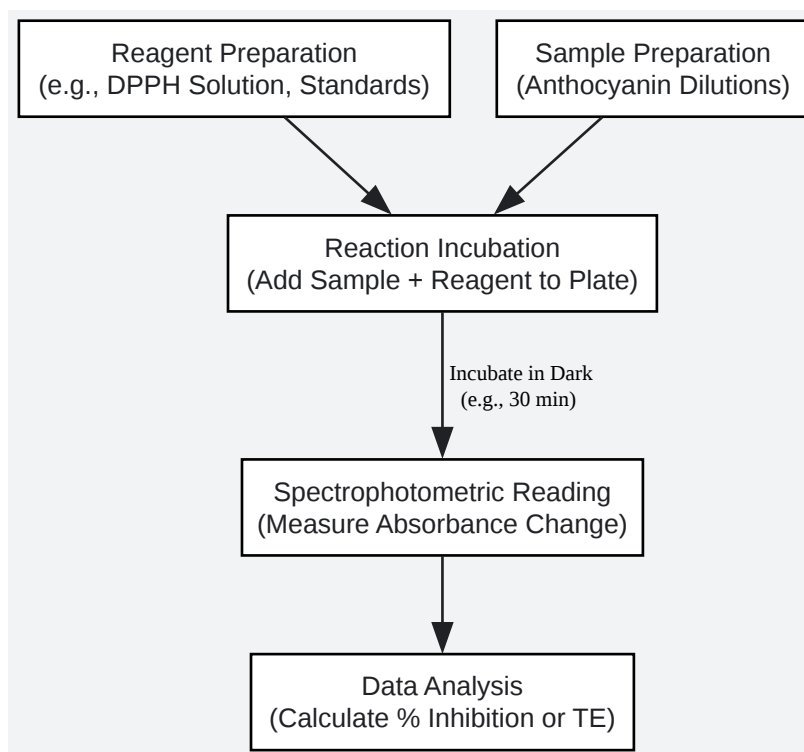 Reagent Preparation
(e.g., DPPH Solution, Standards)
Sample Preparation
(Anthocyanin Dilutions)
Reaction Incubation
(Add Sample + Reagent to Plate)
Incubate in Dark
(e.g., 30 min)
Spectrophotometric Reading
(Measure Absorbance Change)
Data Analysis
(Calculate % Inhibition or TE)